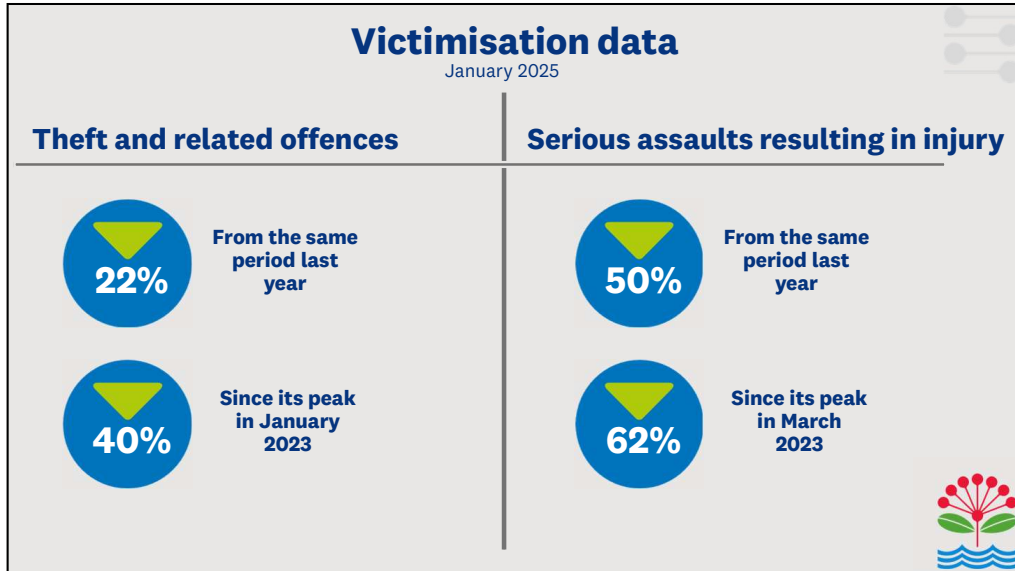 Victimisation data
January 2025
Theft and related offences
22%
From the same
period last
year
40%
Since its peak
in January
2023
Serious assaults resulting in injury
50%
From the same
period last
year
62%
Since its peak
in March
2023